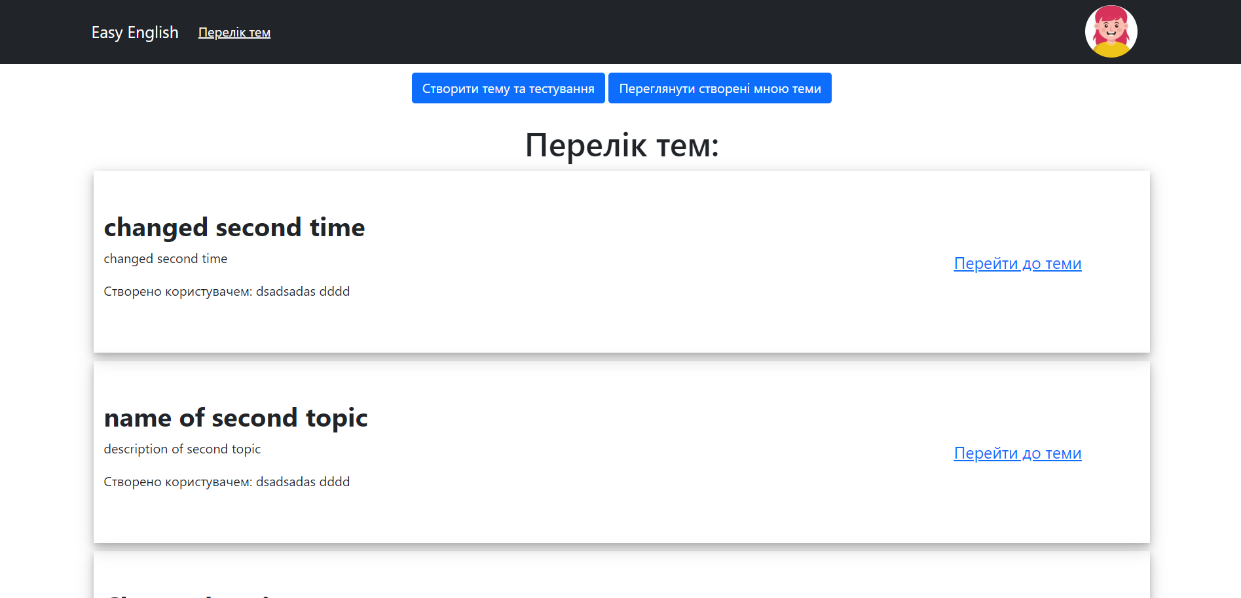 Easy English Перелік тем
Створити тему та тестування Переглянути створені мною теми
Перелік тем:
changed second time
changed second time
Перейти до теми
Створено користувачем: dsadsadas dddd
name of second topic
description of second topic
Перейти до теми
Створено користувачем: dsadsadas dddd